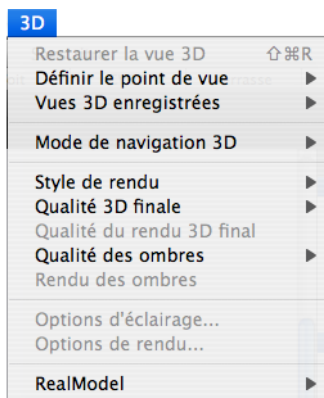 3D
Restaurer la vue 3D ⇧⌘R
Définir le point de vue
Vues 3D enregistrées
Mode de navigation 3D
Style de rendu
Qualité 3D finale
Qualité du rendu 3D final
Qualité des ombres
Rendu des ombres
Options d'éclairage...
Options de rendu...
RealModel